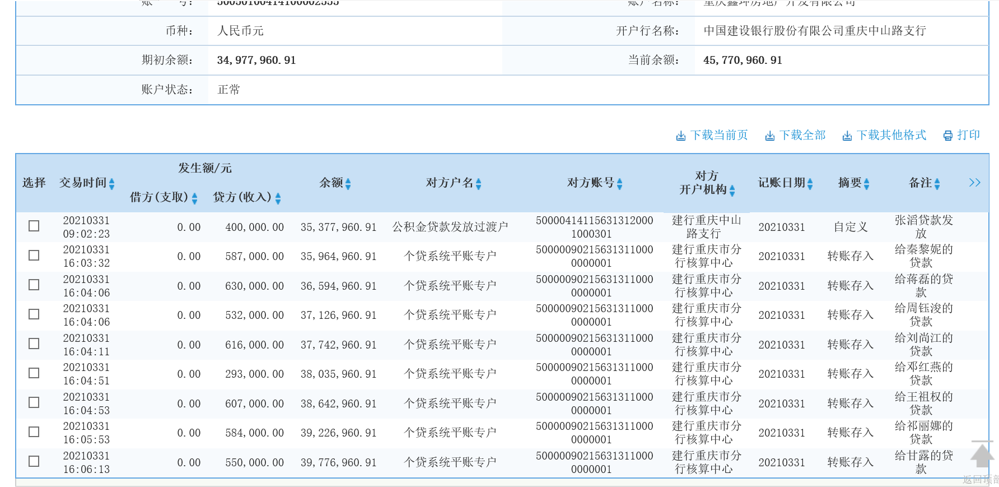 币种： 人民币元 开户行名称： 中国建设银行股份有限公司重庆中山路支行
期初余额： 34,977,960.91 当前余额： 45,770,960.91
账户状态： 正常
下载当前页 下载全部 下载其他格式 打印
选择 交易时间 发生额/元 余额 对方户名 对方账号 对方 记账日期 摘要 备注 >>
开户机构
借方(支取) 贷方(收入)
20210331 0.00 400,000.00 35,377,960.91 公积金贷款发放过渡户 50000414115631312000 建行重庆中山 20210331 自定义 张滔贷款发
09:02:23 1000301 路支行 放
20210331 0.00 587,000.00 35,964,960.91 个贷系统平账专户 50000090215631311000 建行重庆市分 20210331 转账存入 给秦黎妮的
16:03:32 0000001 行核算中心 贷款
20210331 0.00 630,000.00 36,594,960.91 个贷系统平账专户 50000090215631311000 建行重庆市分 20210331 转账存入 给蒋磊的贷
16:04:06 0000001 行核算中心 款
20210331 0.00 532,000.00 37,126,960.91 个贷系统平账专户 50000090215631311000 建行重庆市分 20210331 转账存入 给周钰浚的
16:04:06 0000001 行核算中心 贷款
20210331 0.00 616,000.00 37,742,960.91 个贷系统平账专户 50000090215631311000 建行重庆市分 20210331 转账存入 给刘尚江的
16:04:11 0000001 行核算中心 贷款
20210331 0.00 293,000.00 38,035,960.91 个贷系统平账专户 50000090215631311000 建行重庆市分 20210331 转账存入 给邓红燕的
16:04:51 0000001 行核算中心 贷款
20210331 0.00 607,000.00 38,642,960.91 个贷系统平账专户 50000090215631311000 建行重庆市分 20210331 转账存入 给王祖权的
16:04:53 0000001 行核算中心 贷款
20210331 0.00 584,000.00 39,226,960.91 个贷系统平账专户 50000090215631311000 建行重庆市分 20210331 转账存入 给祁丽娜的
16:05:53 0000001 行核算中心 贷款
20210331 0.00 550,000.00 39,776,960.91 个贷系统平账专户 50000090215631311000 建行重庆市分 20210331 转账存入 给甘露的贷
16:06:13 0000001 行核算中心 款
返回顶部